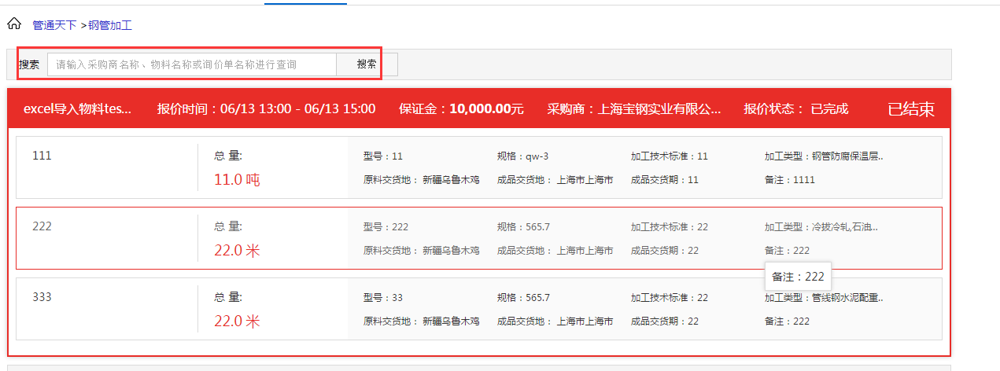 管通天下 >钢管加工
搜索 请输入采购商名称、物料名称或询价单名称进行查询 搜索
excel导入物料tes... 报价时间：06/13 13:00 - 06/13 15:00 保证金：10,000.00元 采购商：上海宝钢实业有限公... 报价状态： 已完成 已结束
111 总 量: 型号：11 规格：qw-3 加工技术标准：11 加工类型：钢管防腐保温层..
11.0 吨 原料交货地： 新疆乌鲁木鸡 成品交货地： 上海市上海市 成品交货期：11 备注：1111
222 总 量: 型号：222 规格：565.7 加工技术标准：22 加工类型：冷拨冷轧,石油...
22.0 米 原料交货地： 新疆乌鲁木鸡 成品交货地： 上海市上海市 成品交货期：22 备注：222
备注：222
333 总 量: 型号：33 规格：565.7 加工技术标准：22 加工类型：管线钢水泥配重..
22.0 米 原料交货地： 新疆乌鲁木鸡 成品交货地： 上海市上海市 成品交货期：22 备注：222